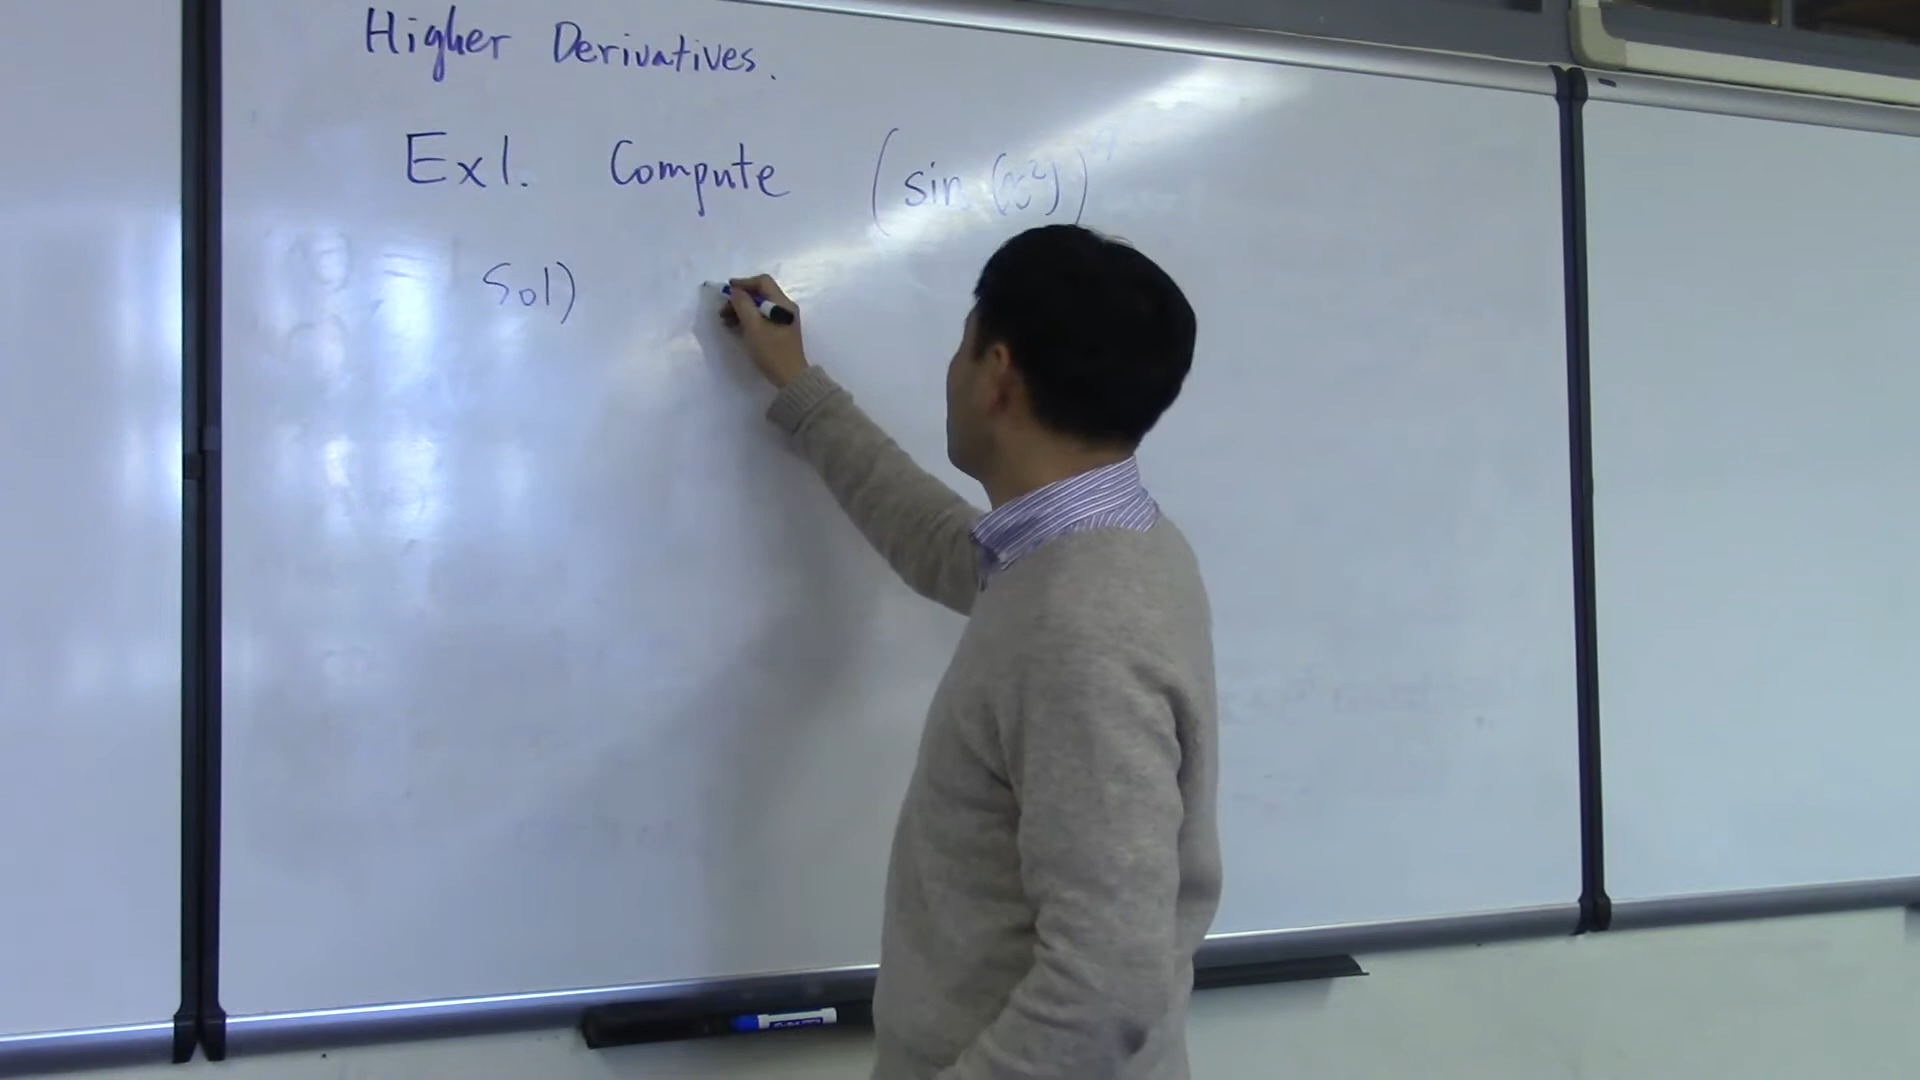 Higher Derivatives.
Ex1. Compute (sin (x²))''
Sol)